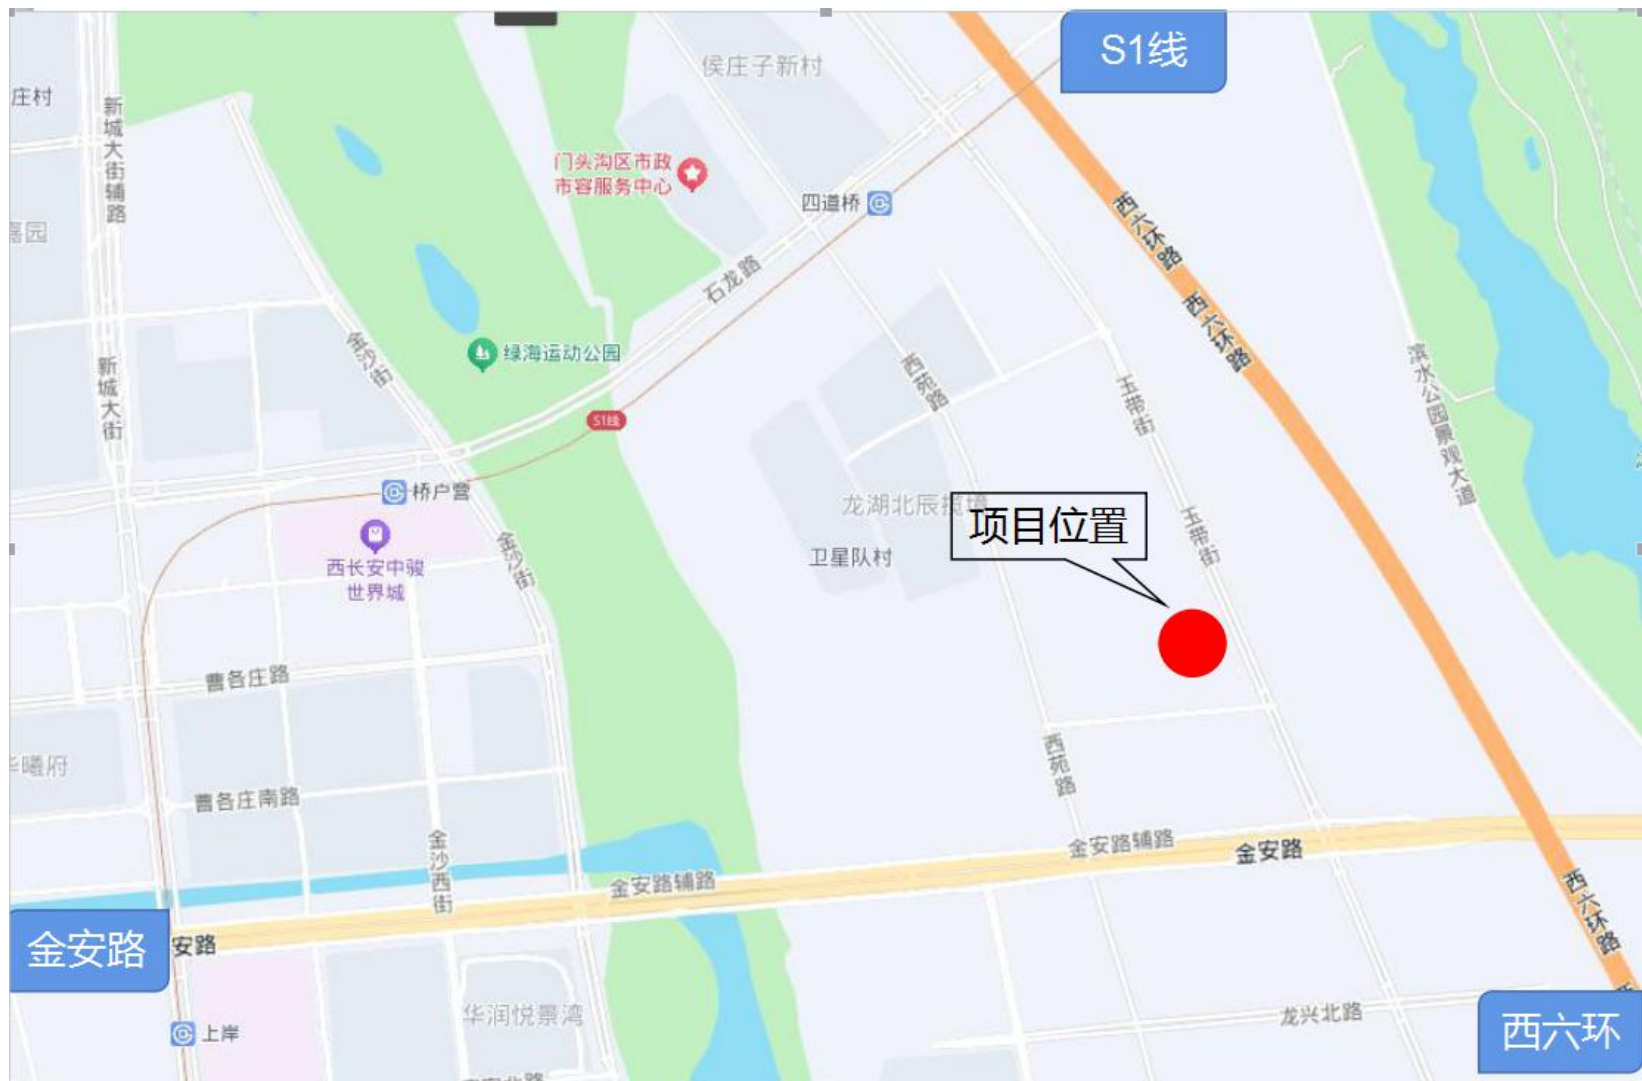 S1线
侯庄子新村
庄村
新城大街辅路
门头沟区市政
市容服务中心
四道桥
西六环路
嘉园
石龙路
西六环路
金沙街
绿海运动公园
新城大街
西苑路
玉带街
滨水公园景观大道
S1线
桥户营
龙湖北辰揽境
项目位置
玉带街
金沙街
卫星队村
西长安中骏
世界城
曹各庄路
西苑路
曦府
曹各庄南路
金沙西街
金安路辅路
金安路
金安路辅路
西六环路
金安路
安路
华润悦景湾
龙兴北路
上岸
西六环